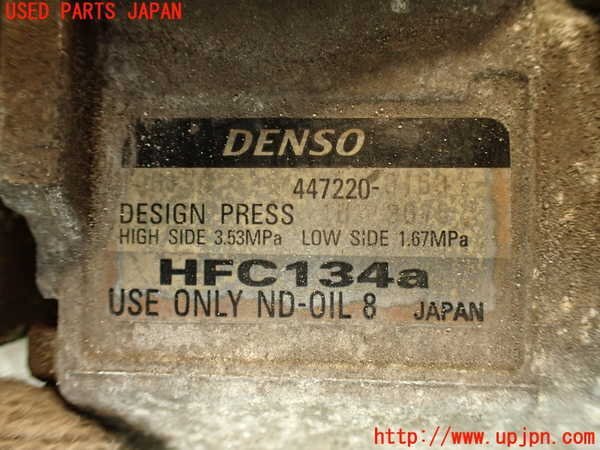 USED PARTS JAPAN
DENSO
447220-
DESIGN PRESS
HIGH SIDE 3.53MPa LOW SIDE 1.67MPa
HFC134a
USE ONLY ND-OIL 8 JAPAN
http://www.upjpn.com/